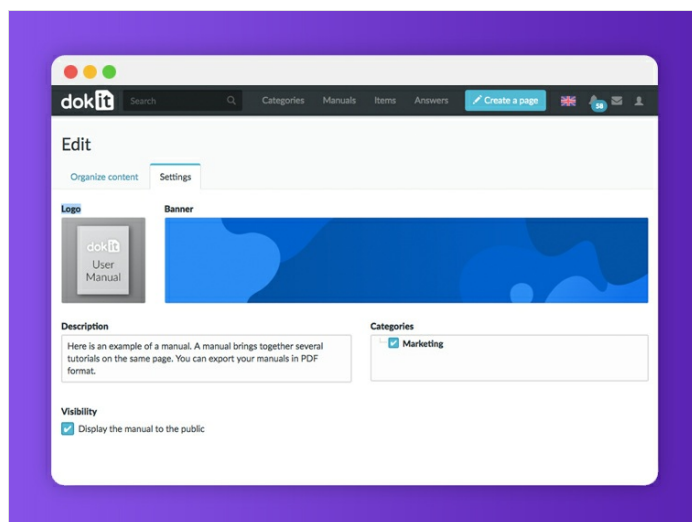 dokit
Search
Categories
Manuals
Items
Answers
Create a page
58
Edit
Organize content
Settings
Logo
Banner
dokit
User
Manual
Description
Categories
Here is an example of a manual. A manual brings together several
tutorials on the same page. You can export your manuals in PDF
format.
Marketing
Visibility
Display the manual to the public